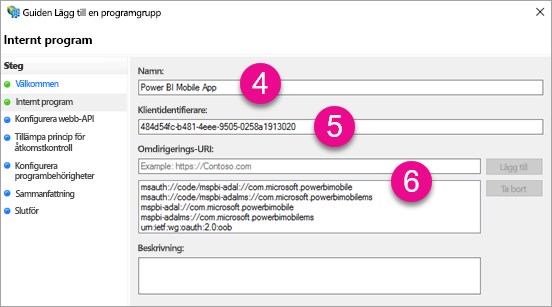 Guiden Lägg till en programgrupp
Internt program
Steg
Välkommen
Internt program
Konfigurera webb-API
Tillämpa princip för
åtkomstkontroll
Konfigurera
programbehörigheter
Sammanfattning
Slutför
Namn:
Power BI Mobile App
4
Klientidentifierare:
484d54fc-b481-4eee-9505-0258a1913020
5
Omdirigerings-URI:
Example: https://Contoso.com
6
Lägg till
msauth://code/mspbi-adal://com.microsoft.powerbimobile
msauth://code/mspbi-adalms://com.microsoft.powerbimobilems
mspbi-adal://com.microsoft.powerbimobile
mspbi-adalms://com.microsoft.powerbimobilems
urn:ietf:wg:oauth:2.0:oob
Ta bort
Beskrivning: